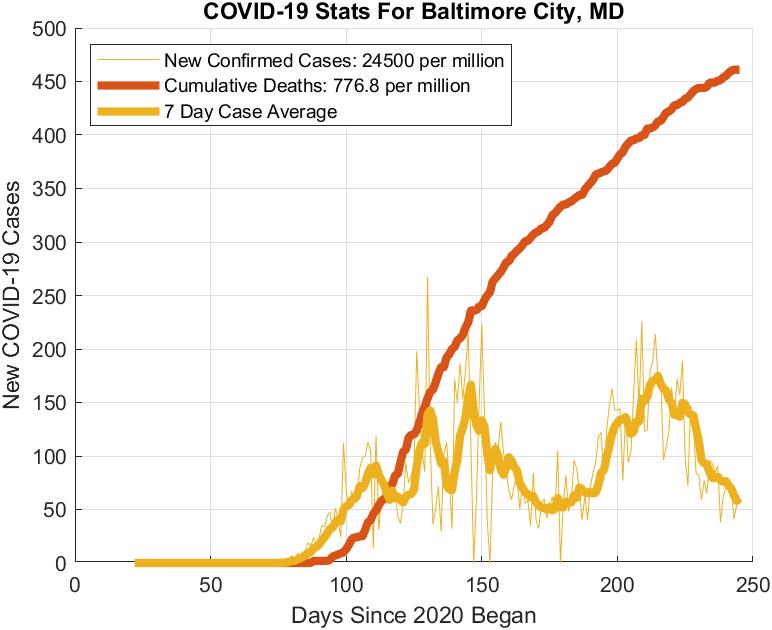 COVID-19 Stats For Baltimore City, MD
500
450
400
350
300
250
200
150
100
50
0
New COVID-19 Cases
New Confirmed Cases: 24500 per million
Cumulative Deaths: 776.8 per million
7 Day Case Average
0 50 100 150 200 250
Days Since 2020 Began